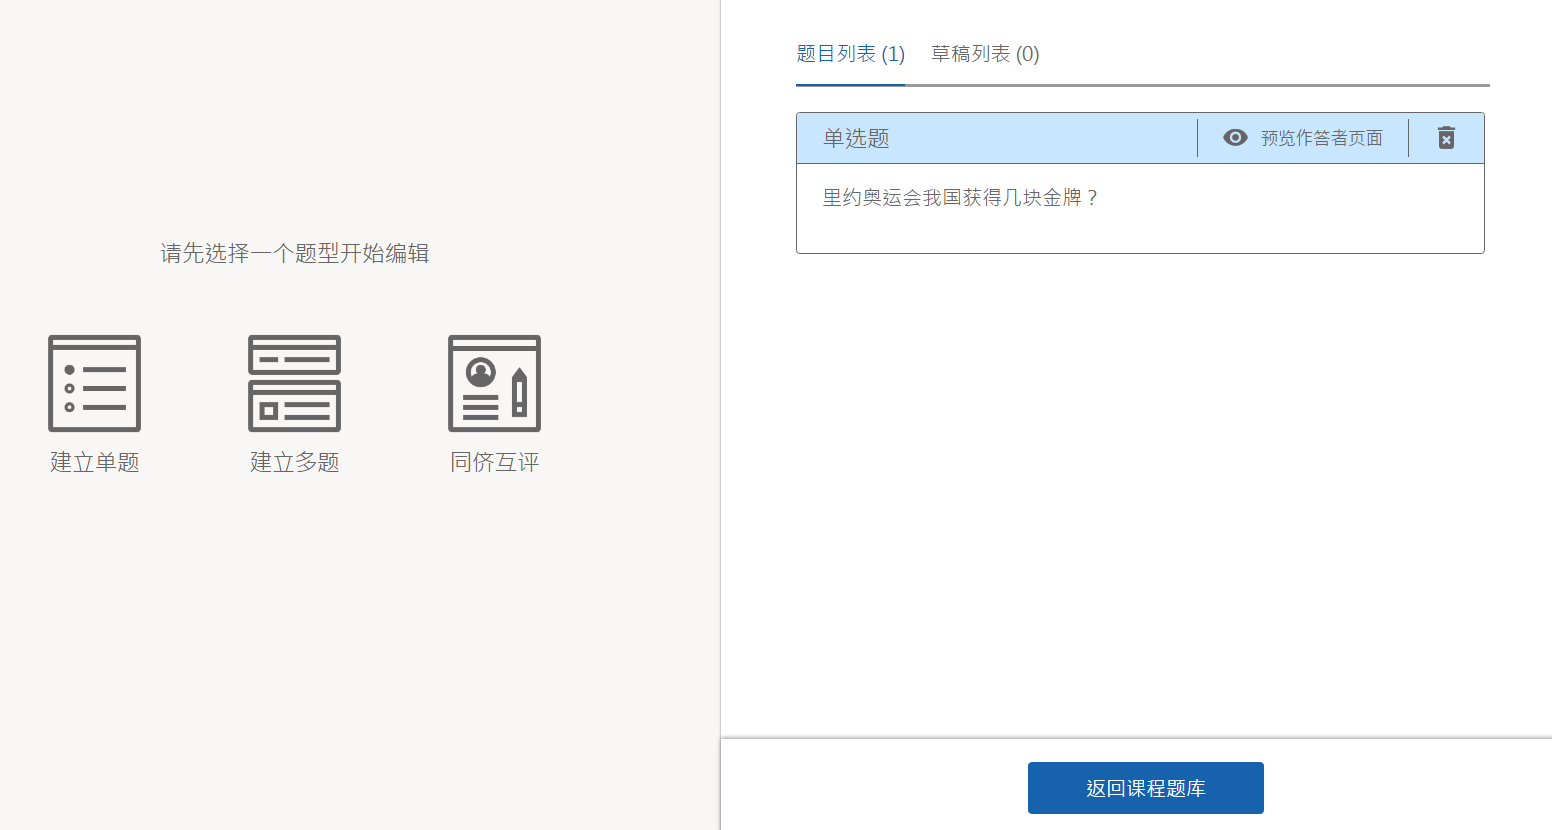 请先选择一个题型开始编辑
建立单题
建立多题
同侪互评
题目列表 (1)
草稿列表 (0)
单选题
预览作答者页面
里约奥运会我国获得几块金牌？
返回课程题库